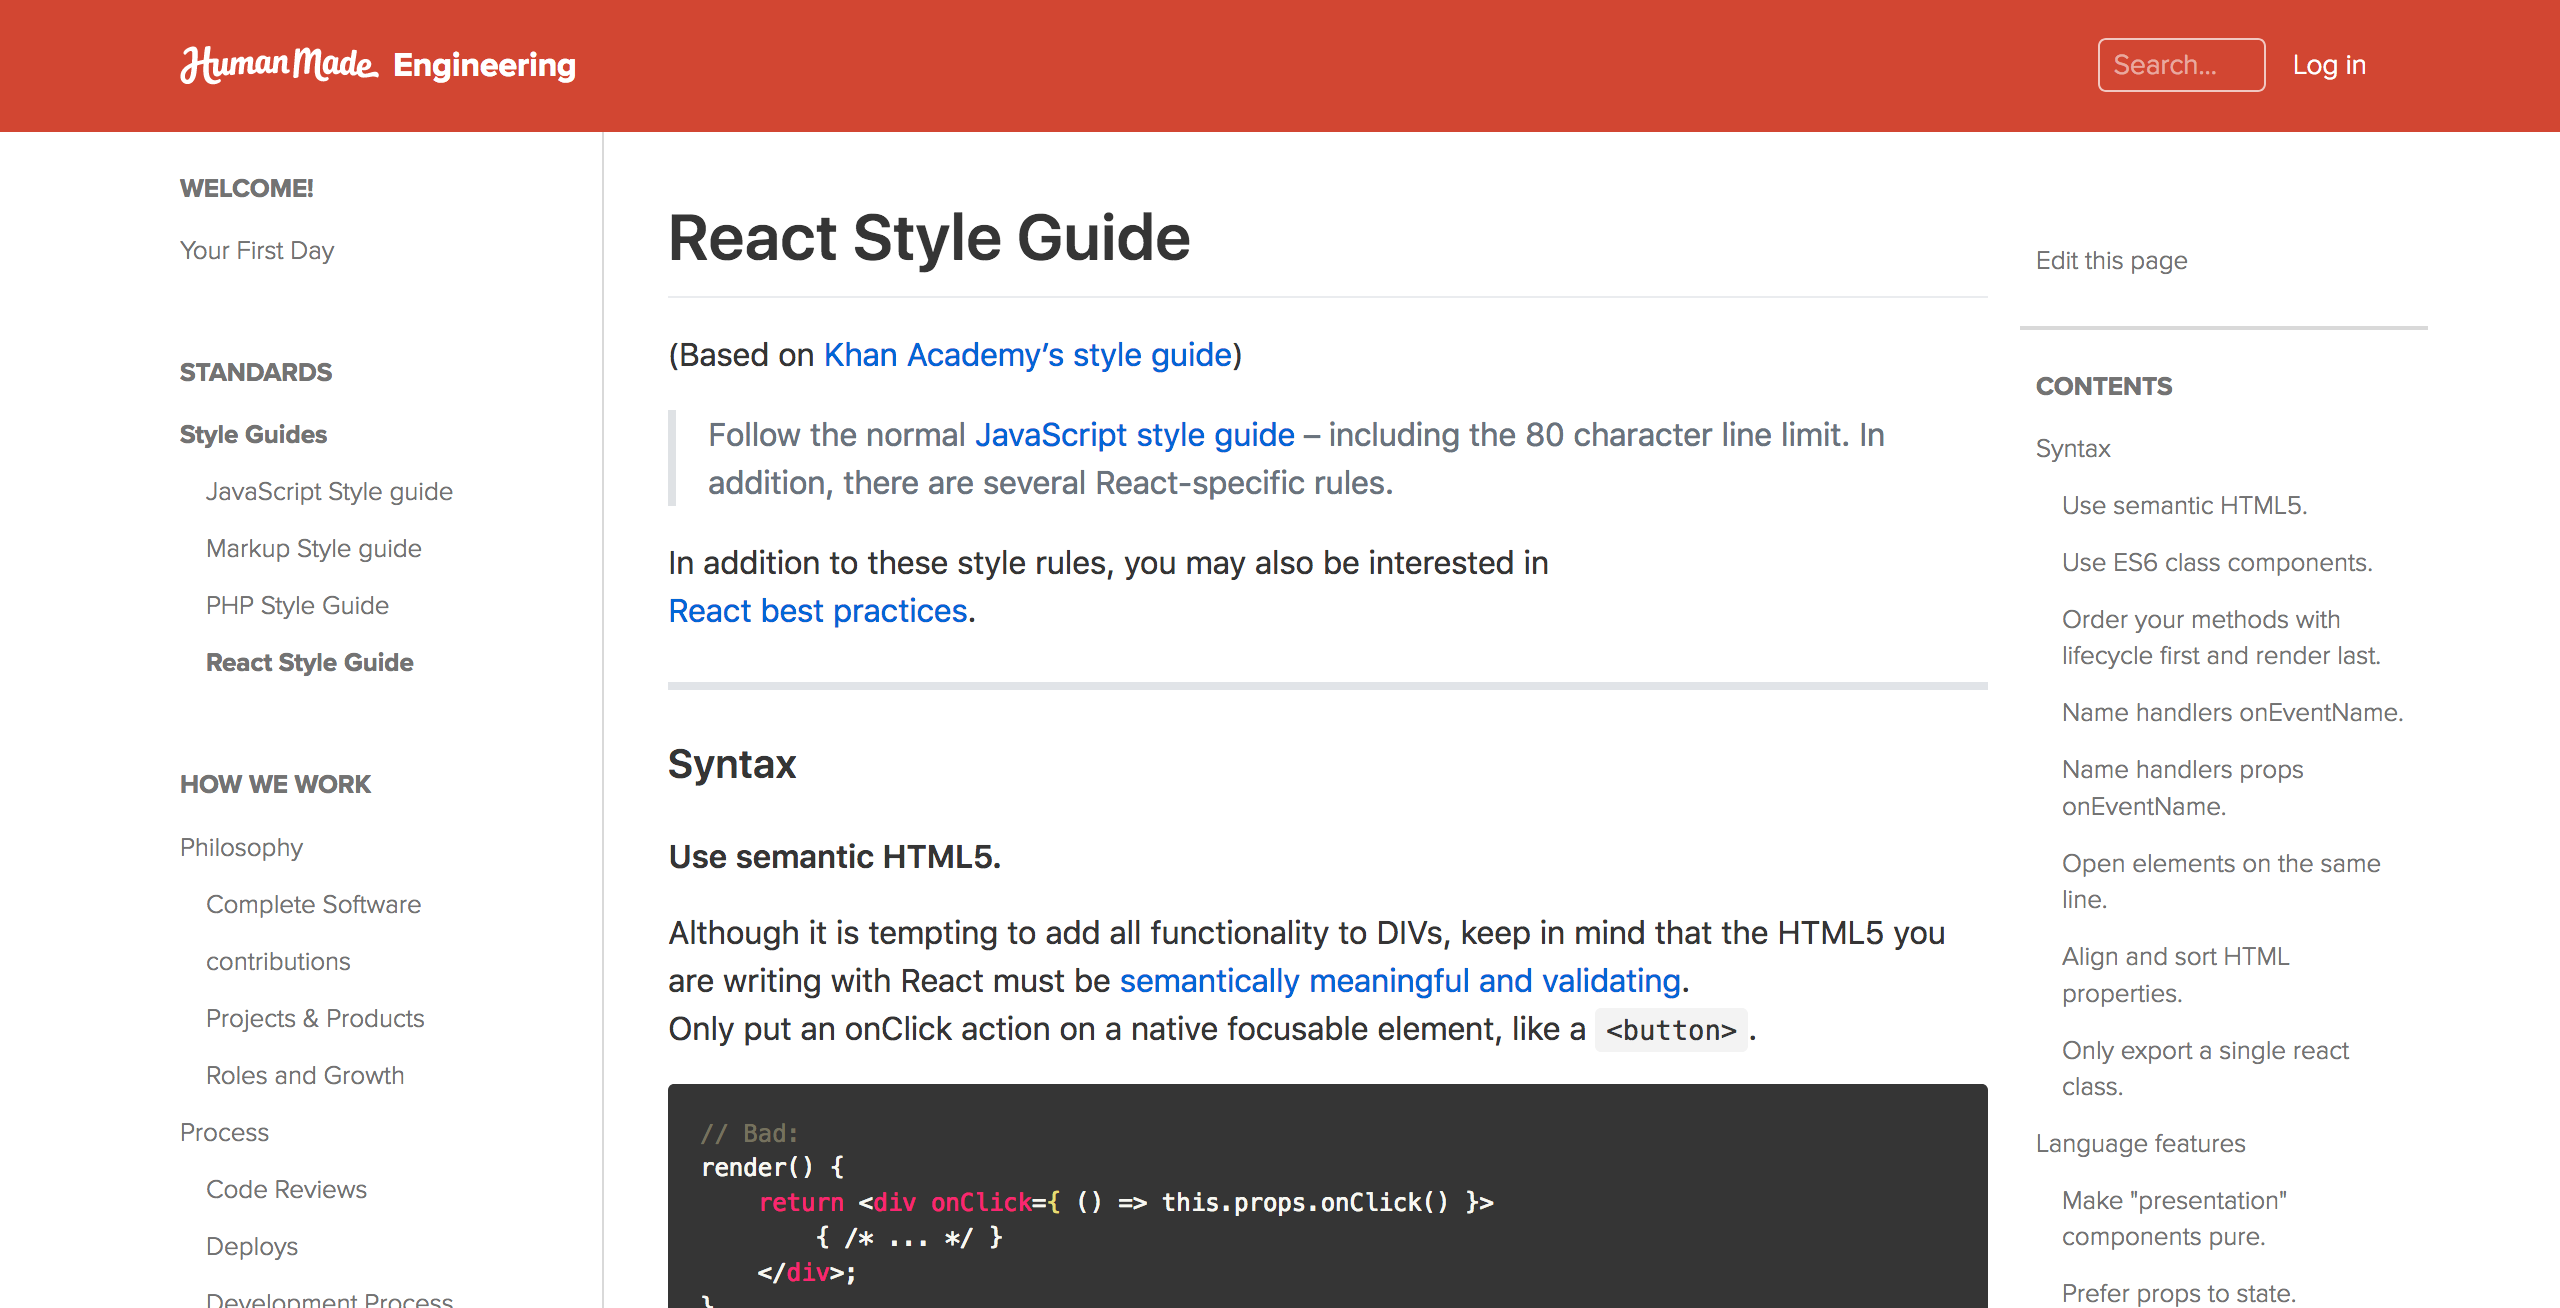 Human Made Engineering
Search...
Log in
WELCOME!
Your First Day
STANDARDS
Style Guides
JavaScript Style guide
Markup Style guide
PHP Style Guide
React Style Guide
HOW WE WORK
Philosophy
Complete Software
contributions
Projects & Products
Roles and Growth
Process
Code Reviews
Deploys
Development Process
React Style Guide
(Based on Khan Academy’s style guide)
Follow the normal JavaScript style guide – including the 80 character line limit. In
addition, there are several React-specific rules.
In addition to these style rules, you may also be interested in
React best practices.
Syntax
Use semantic HTML5.
Although it is tempting to add all functionality to DIVs, keep in mind that the HTML5 you
are writing with React must be semantically meaningful and validating.
Only put an onClick action on a native focusable element, like a <button>.
// Bad:
render() {
    return <div onClick={ () => this.props.onClick() }>
        { /* ... */ }
    </div>;
}
Edit this page
CONTENTS
Syntax
Use semantic HTML5.
Use ES6 class components.
Order your methods with
lifecycle first and render last.
Name handlers onEventName.
Name handlers props
onEventName.
Open elements on the same
line.
Align and sort HTML
properties.
Only export a single react
class.
Language features
Make "presentation"
components pure.
Prefer props to state.